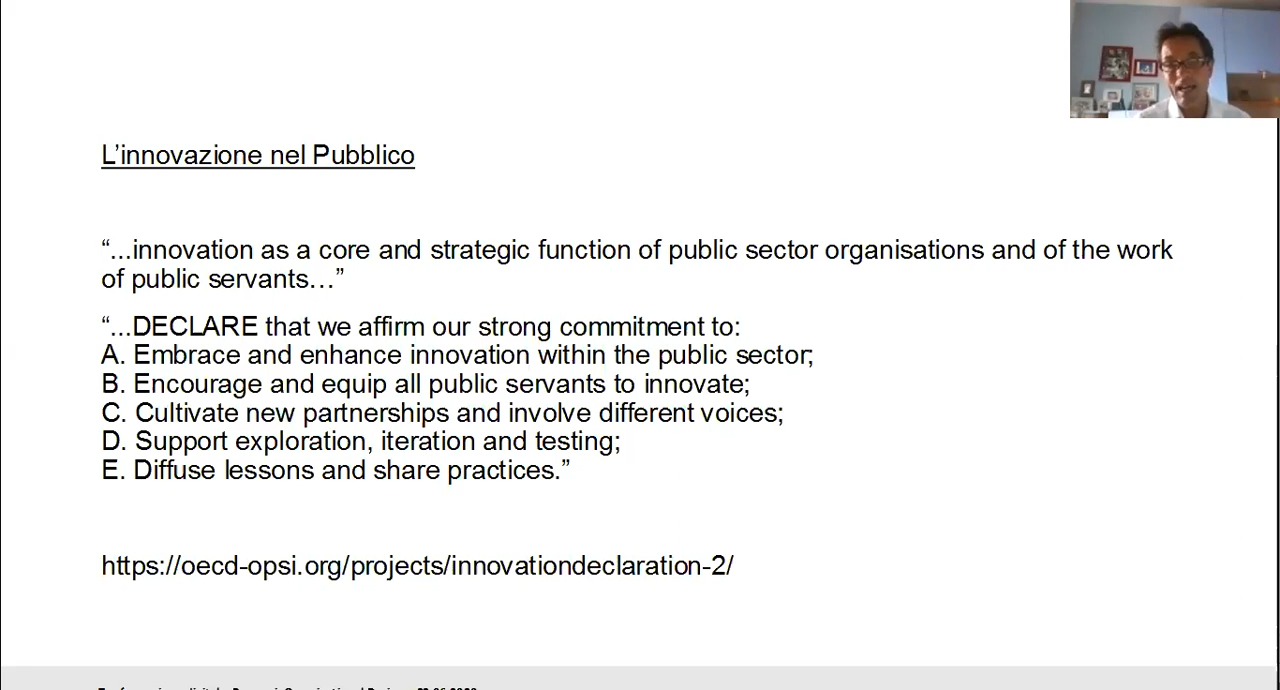 L’innovazione nel Pubblico
“...innovation as a core and strategic function of public sector organisations and of the work
of public servants…”
“...DECLARE that we affirm our strong commitment to:
A. Embrace and enhance innovation within the public sector;
B. Encourage and equip all public servants to innovate;
C. Cultivate new partnerships and involve different voices;
D. Support exploration, iteration and testing;
E. Diffuse lessons and share practices.”
https://oecd-opsi.org/projects/innovationdeclaration-2/